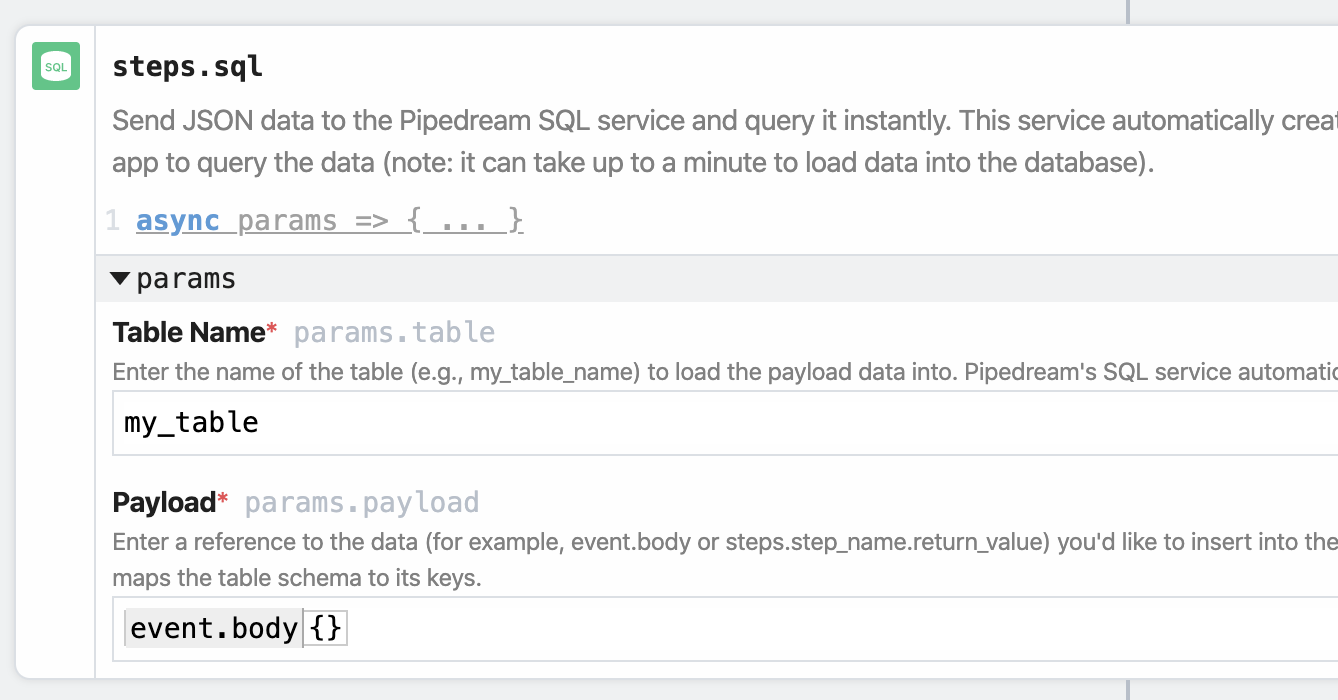 SQL
steps.sql
Send JSON data to the Pipedream SQL service and query it instantly. This service automatically
app to query the data (note: it can take up to a minute to load data into the database).
1 async params => { ... }
params
Table Name* params.table
Enter the name of the table (e.g., my_table_name) to load the payload data into. Pipedream's SQL service
my_table
Payload* params.payload
Enter a reference to the data (for example, event.body or steps.step_name.return_value) you'd like to insert into the
maps the table schema to its keys.
event.body {}